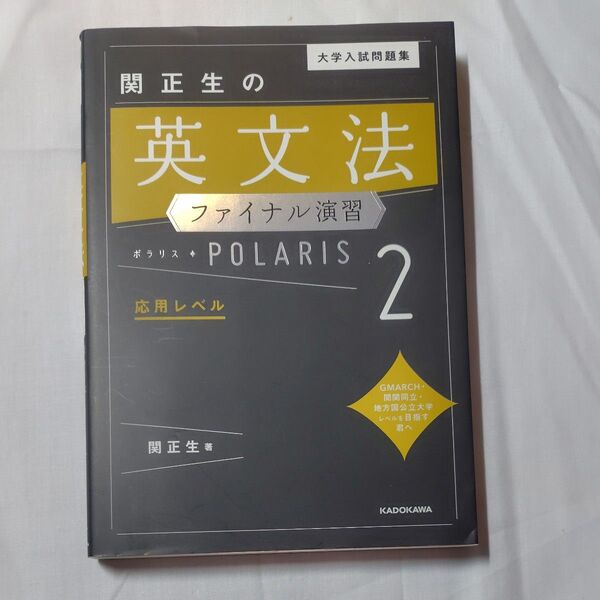 大学入試問題集
関正生の
英文法
ファイナル演習
ポラリス POLARIS 2
応用レベル
GMARCH・
関関同立・
地方国公立大学
レベルを目指す
君へ
関正生 著
KADOKAWA